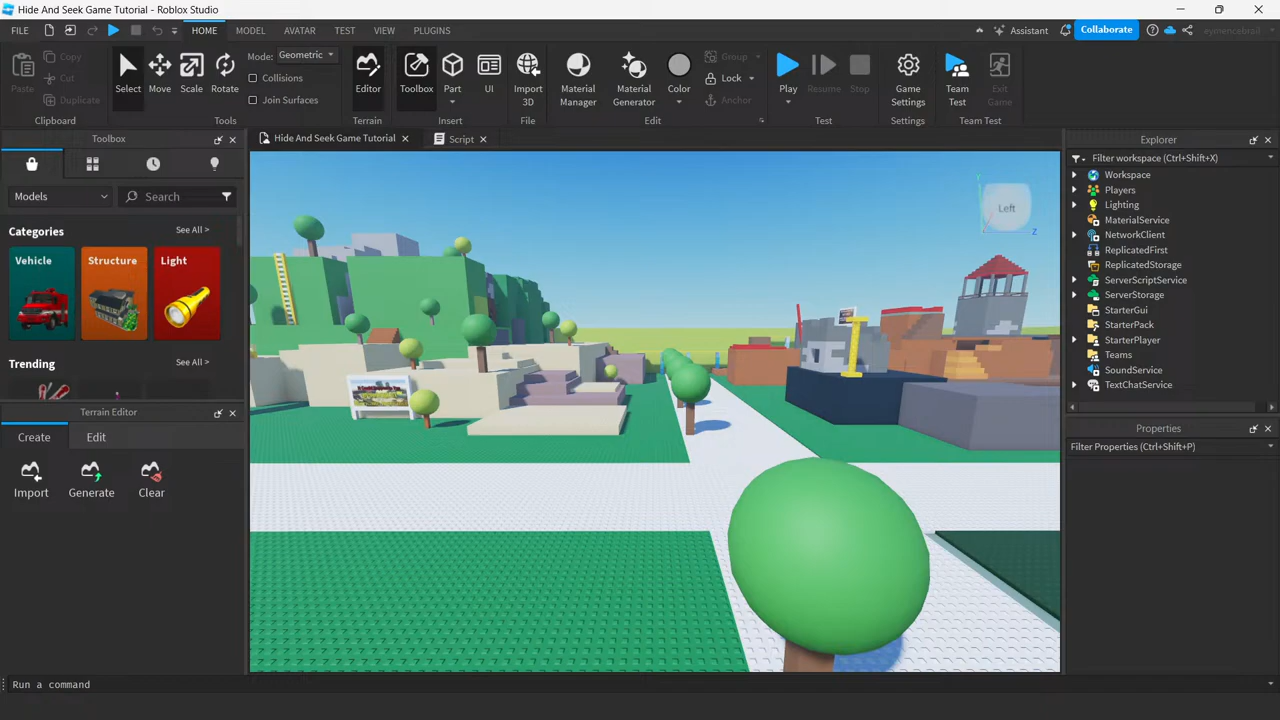 Hide And Seek Game Tutorial - Roblox Studio
FILE
HOME
MODEL
AVATAR
TEST
VIEW
PLUGINS
Assistant
Collaborate
Paste
Copy
Cut
Duplicate
Clipboard
Select
Move
Scale
Rotate
Mode:
Geometric
Collisions
Join Surfaces
Tools
Editor
Terrain
Toolbox
Part
UI
Insert
Import
3D
File
Material
Manager
Material
Generator
Color
Group
Lock
Anchor
Edit
Play
Resume
Stop
Test
Game
Settings
Settings
Team
Test
Exit
Game
Team Test
Toolbox
Hide And Seek Game Tutorial
Script
Models
Search
Categories
See All >
Vehicle
Structure
Light
Trending
See All >
Terrain Editor
Create
Edit
Import
Generate
Clear
Left
Y
Z
Explorer
Filter workspace (Ctrl+Shift+X)
Workspace
Players
Lighting
MaterialService
NetworkClient
ReplicatedFirst
ReplicatedStorage
ServerScriptService
ServerStorage
StarterGui
StarterPack
StarterPlayer
Teams
SoundService
TextChatService
Properties
Filter Properties (Ctrl+Shift+P)
Run a command